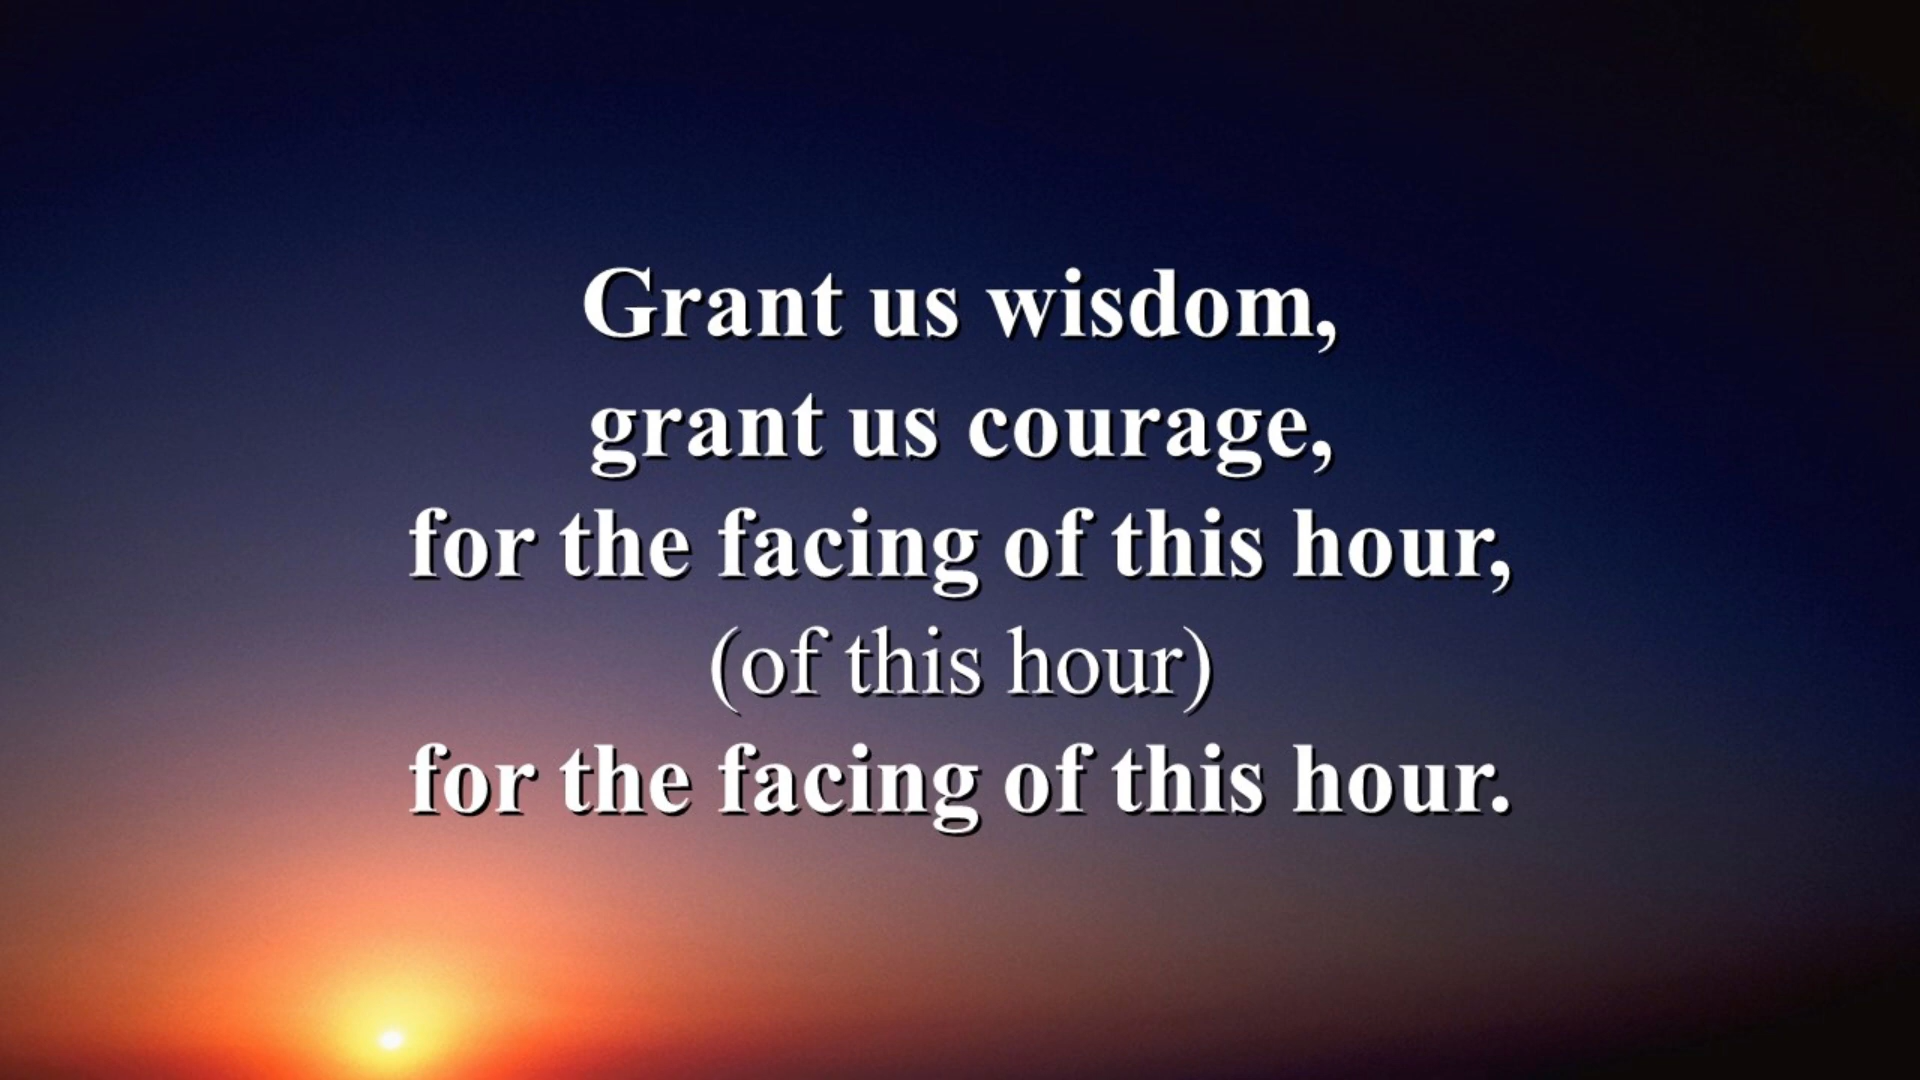 Grant us wisdom,
grant us courage,
for the facing of this hour,
(of this hour)
for the facing of this hour.